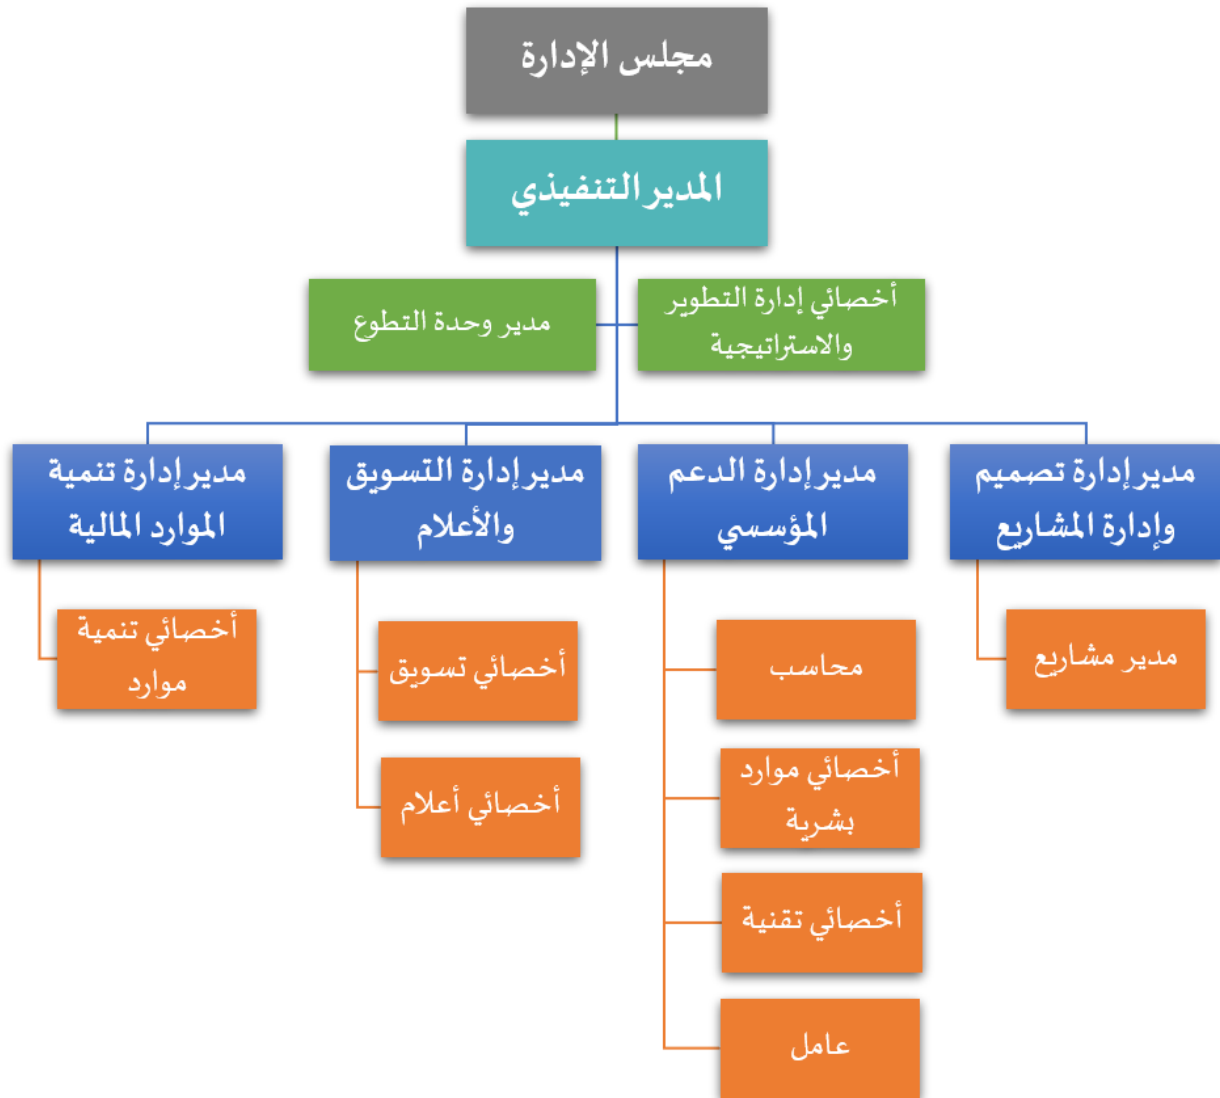 مجلس الإدارة
المدير التنفيذي
أخصائي إدارة التطوير
والاستراتيجية
مدير وحدة التطوع
مدير إدارة تصميم
وإدارة المشاريع
مدير إدارة الدعم
المؤسسي
مدير إدارة التسويق
والأعلام
مدير إدارة تنمية
الموارد المالية
مدير مشاريع
محاسب
أخصائي موارد
بشرية
أخصائي تقنية
عامل
أخصائي تسويق
أخصائي أعلام
أخصائي تنمية
موارد